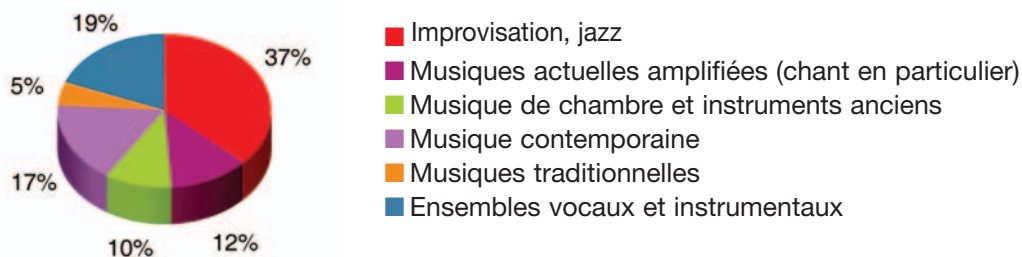 19%
37%
5%
17%
10%
12%
Improvisation, jazz
Musiques actuelles amplifiées (chant en particulier)
Musique de chambre et instruments anciens
Musique contemporaine
Musiques traditionnelles
Ensembles vocaux et instrumentaux